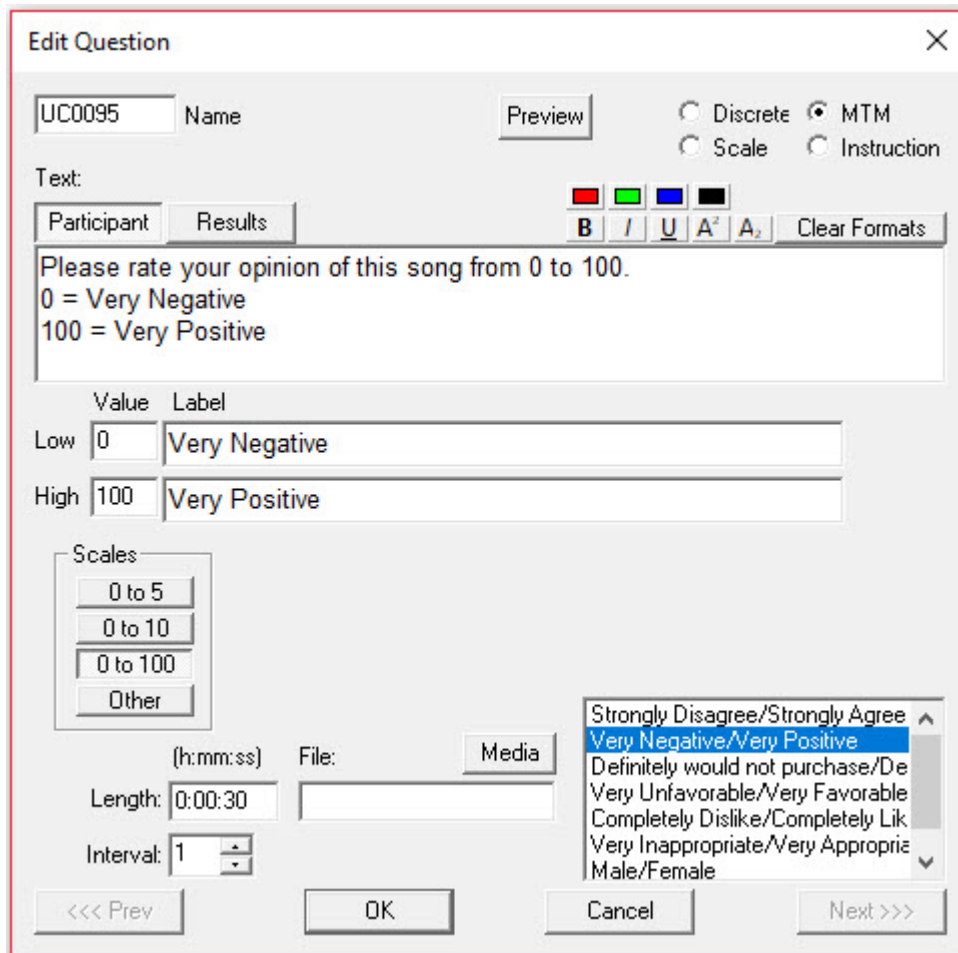 Edit Question
UC0095 Name
Preview
Discrete MTM
Scale Instruction
Text:
Participant Results
B I U A² A₂ Clear Formats
Please rate your opinion of this song from 0 to 100.
0 = Very Negative
100 = Very Positive
Value Label
Low 0 Very Negative
High 100 Very Positive
Scales
0 to 5
0 to 10
0 to 100
Other
(h:mm:ss) File: Media
Length: 0:00:30
Interval: 1
Strongly Disagree/Strongly Agree
Very Negative/Very Positive
Definitely would not purchase/De
Very Unfavorable/Very Favorable
Completely Dislike/Completely Lik
Very Inappropriate/Very Appropria
Male/Female
<<< Prev OK Cancel Next >>>